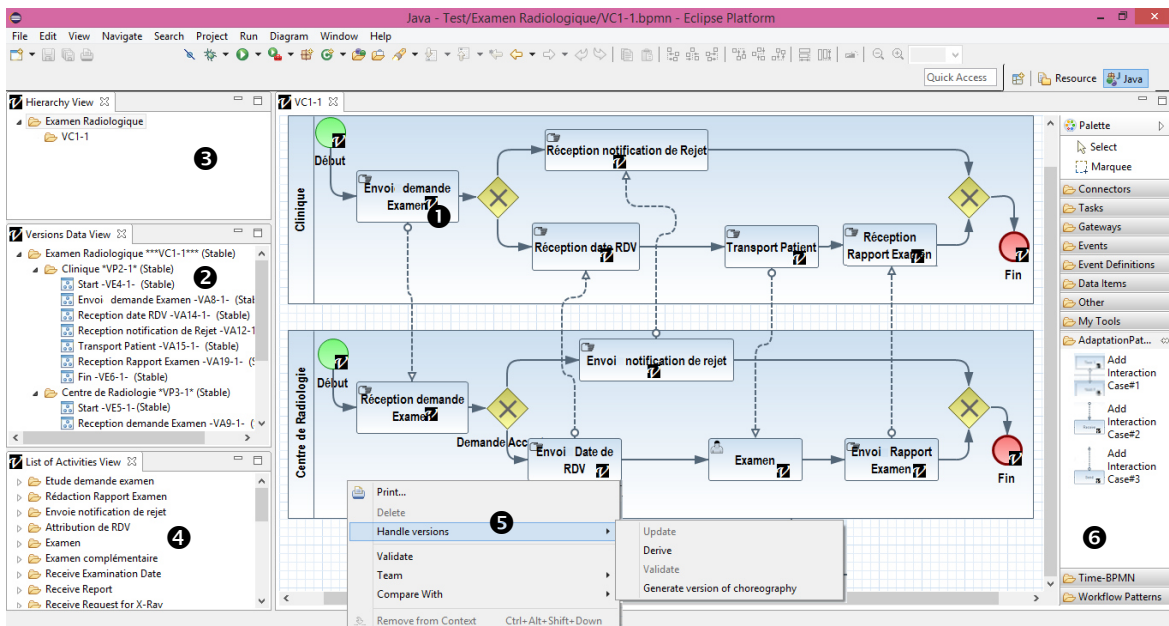 Java - Test/Examen Radiologique/VC1-1.bpmn - Eclipse Platform
File Edit View Navigate Search Project Run Diagram Window Help
Quick Access
Resource
Java
Hierarchy View
Examen Radiologique
VC1-1
3
Versions Data View
Examen Radiologique ***VC1-1*** (Stable)
Clinique *VP2-1* (Stable)
2
Start -VE4-1- (Stable)
Envoi demande Examen -VA8-1- (Stal
Reception date RDV -VA14-1- (Stable)
Reception notification de Rejet -VA12-1
Transport Patient -VA15-1- (Stable)
Reception Rapport Examen -VA19-1- (S
Fin -VE6-1- (Stable)
Centre de Radiologie *VP3-1* (Stable)
Start -VE5-1-(Stable)
Reception demande Examen -VA9-1- (
List of Activities View
Etude demande examen
Rédaction Rapport Examen
Envoie notification de rejet
Attribution de RDV
4
Examen
Examen complémentaire
Receive Examination Date
Receive Report
Receive Request for X-Ray
VC1-1
Clinique
Début
Envoi demande
Examen
1
Réception notification de Rejet
Réception date RDV
Transport Patient
Réception
Rapport Examen
Fin
Centre de Radiologie
Début
Réception demande
Examen
Envoi notification de rejet
Demande Acc
Envoi Date de
RDV
Examen
Envoi Rapport
Examen
Fin
Print...
Delete
Handle versions
5
Validate
Team
Compare With
Remove from Context Ctrl+Alt+Shift+Down
Update
Derive
Validate
Generate version of choreography
Palette
Select
Marquee
Connectors
Tasks
Gateways
Events
Event Definitions
Data Items
Other
My Tools
AdaptationPat...
Add
Interaction
Case#1
Add
Interaction
Case#2
Add
Interaction
Case#3
6
Time-BPMN
Workflow Patterns